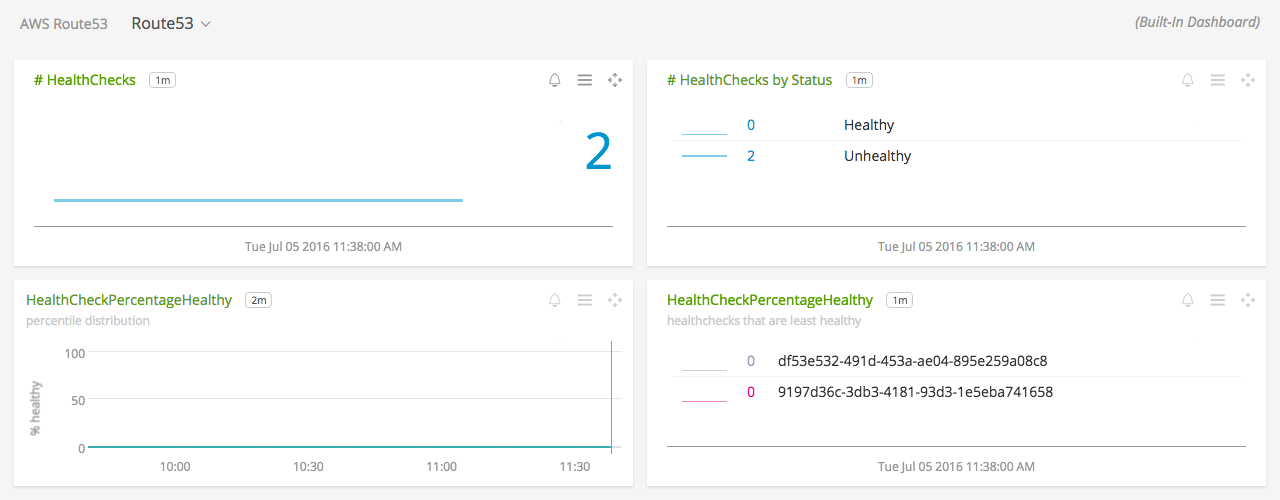 AWS Route53 Route53 (Built-In Dashboard)
# HealthChecks 1m
2
Tue Jul 05 2016 11:38:00 AM
# HealthChecks by Status 1m
0 Healthy
2 Unhealthy
Tue Jul 05 2016 11:38:00 AM
HealthCheckPercentageHealthy 2m
percentile distribution
% healthy
100
50
0
10:00 10:30 11:00 11:30
HealthCheckPercentageHealthy 1m
healthchecks that are least healthy
0 df53e532-491d-453a-ae04-895e259a08c8
0 9197d36c-3db3-4181-93d3-1e5eba741658
Tue Jul 05 2016 11:38:00 AM